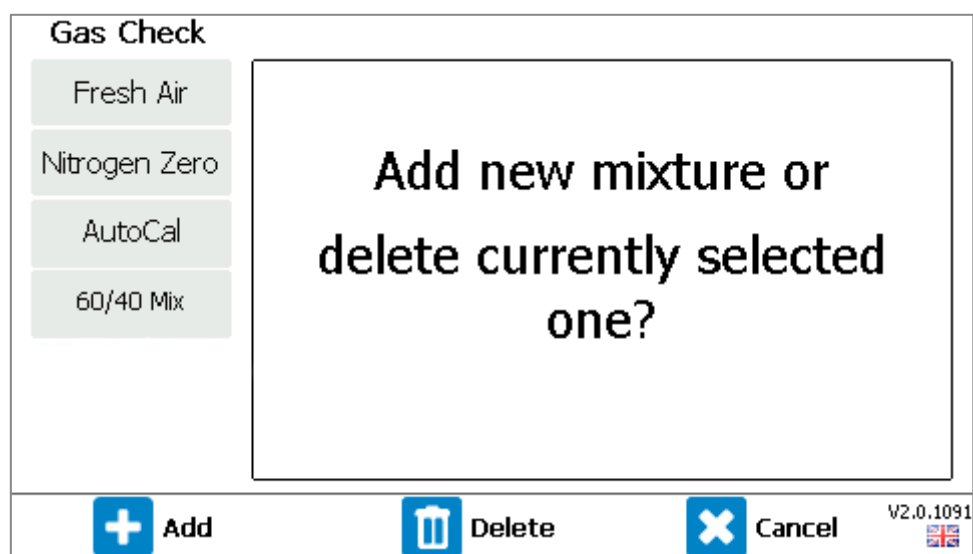 Gas Check
Fresh Air
Nitrogen Zero
AutoCal
60/40 Mix
Add new mixture or
delete currently selected
one?
Add
Delete
Cancel
V2.0.1091